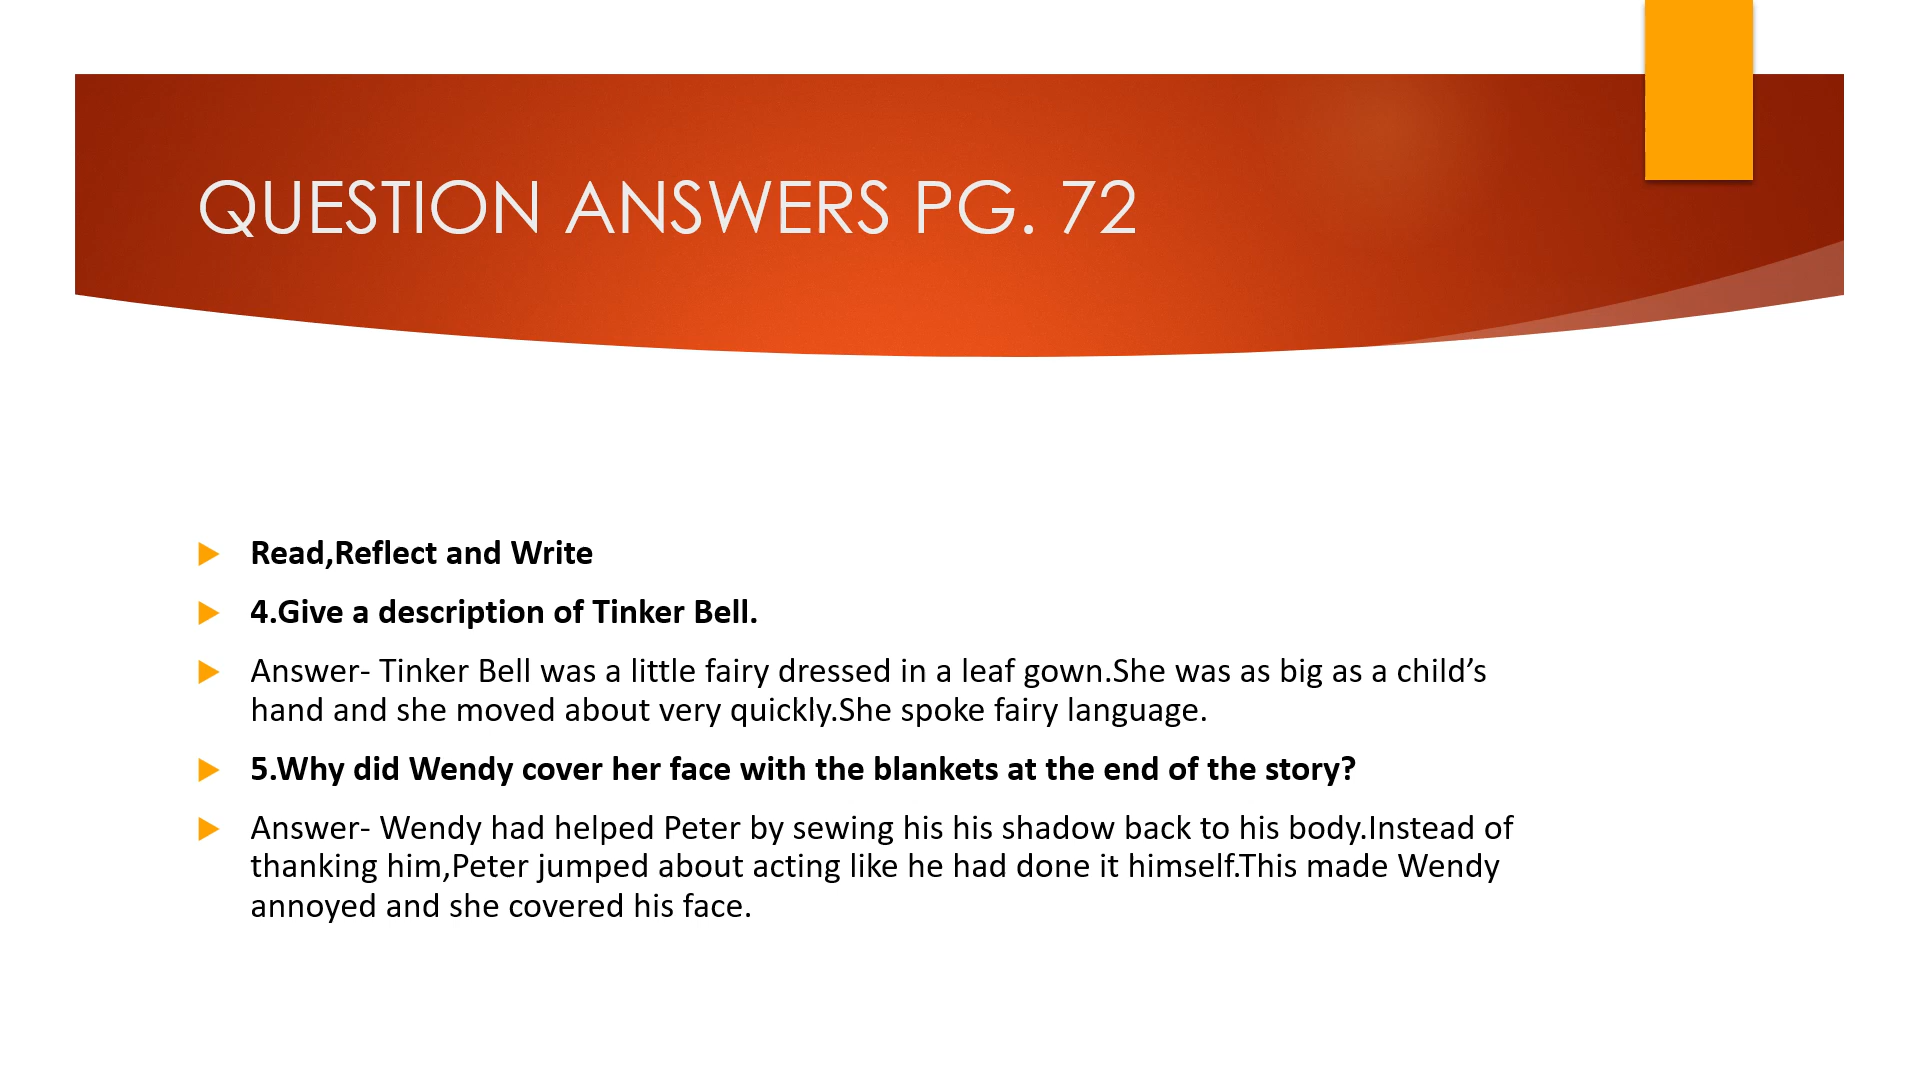 QUESTION ANSWERS PG. 72
Read,Reflect and Write
4.Give a description of Tinker Bell.
Answer- Tinker Bell was a little fairy dressed in a leaf gown.She was as big as a child’s
hand and she moved about very quickly.She spoke fairy language.
5.Why did Wendy cover her face with the blankets at the end of the story?
Answer- Wendy had helped Peter by sewing his his shadow back to his body.Instead of
thanking him,Peter jumped about acting like he had done it himself.This made Wendy
annoyed and she covered his face.